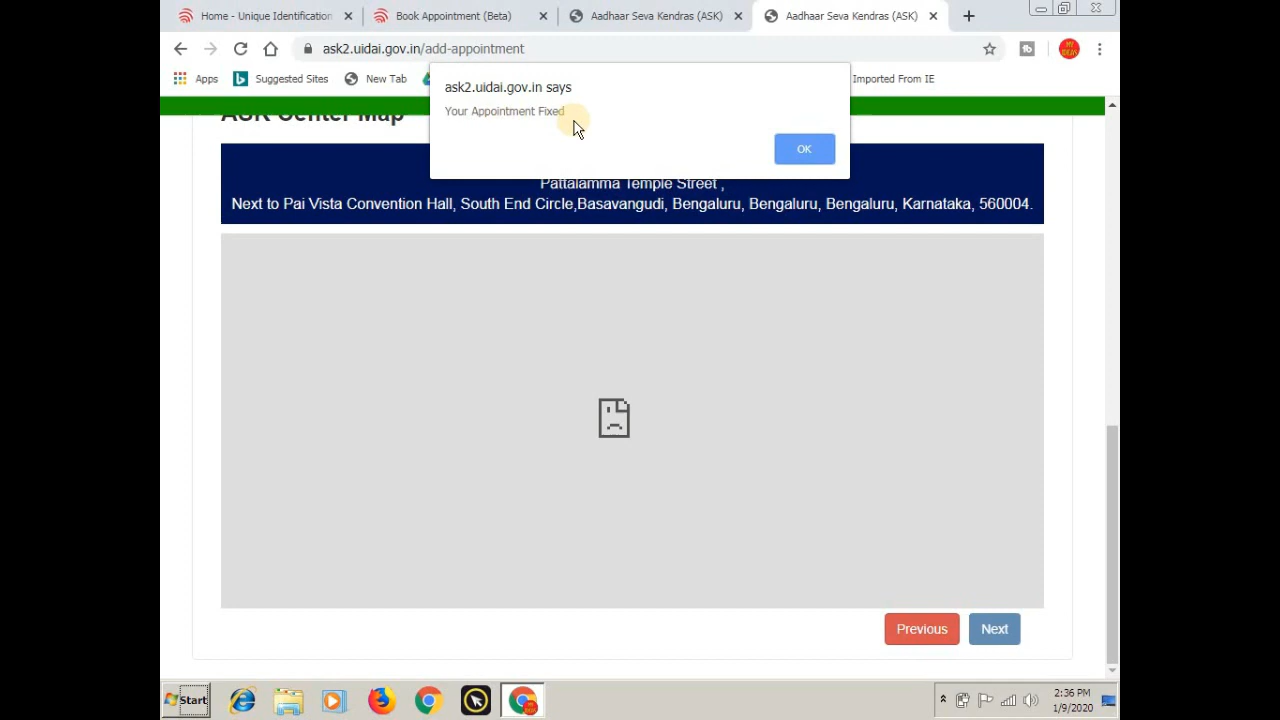 Home - Unique Identification
Book Appointment (Beta)
Aadhaar Seva Kendras (ASK)
Aadhaar Seva Kendras (ASK)
ask2.uidai.gov.in/add-appointment
Apps
Suggested Sites
New Tab
Imported From IE
ask2.uidai.gov.in says
Your Appointment Fixed
OK
ASK Center Map
Pattalamma Temple Street ,
Next to Pai Vista Convention Hall, South End Circle,Basavangudi, Bengaluru, Bengaluru, Bengaluru, Karnataka, 560004.
Previous
Next
Start
2:36 PM
1/9/2020